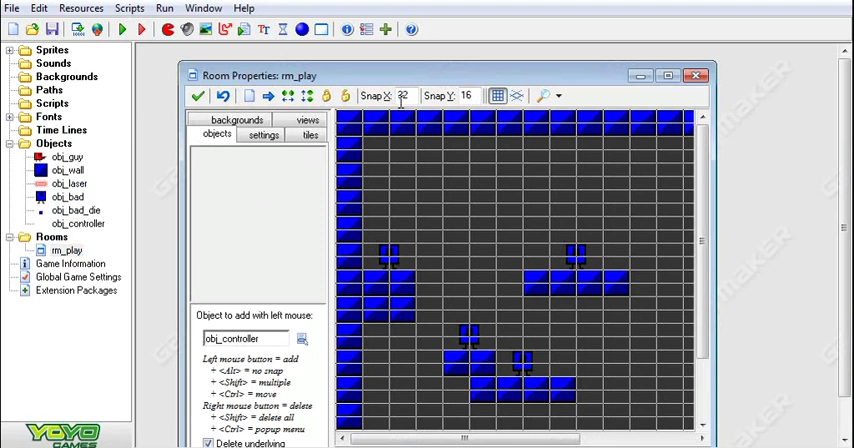 File Edit Resources Scripts Run Window Help
Sprites
Sounds
Backgrounds
Paths
Scripts
Fonts
Time Lines
Objects
obj_guy
obj_wall
obj_laser
obj_bad
obj_bad_die
obj_controller
Rooms
rm_play
Game Information
Global Game Settings
Extension Packages
YOYO
GAMES
Room Properties: rm_play
Snap X: 32 Snap Y: 16
backgrounds views
objects settings tiles
Object to add with left mouse:
obj_controller
Left mouse button = add
+ <Alt> = no snap
+ <Shift> = multiple
+ <Ctrl> = move
Right mouse button = delete
+ <Shift> = delete all
+ <Ctrl> = popup menu
Delete underlying